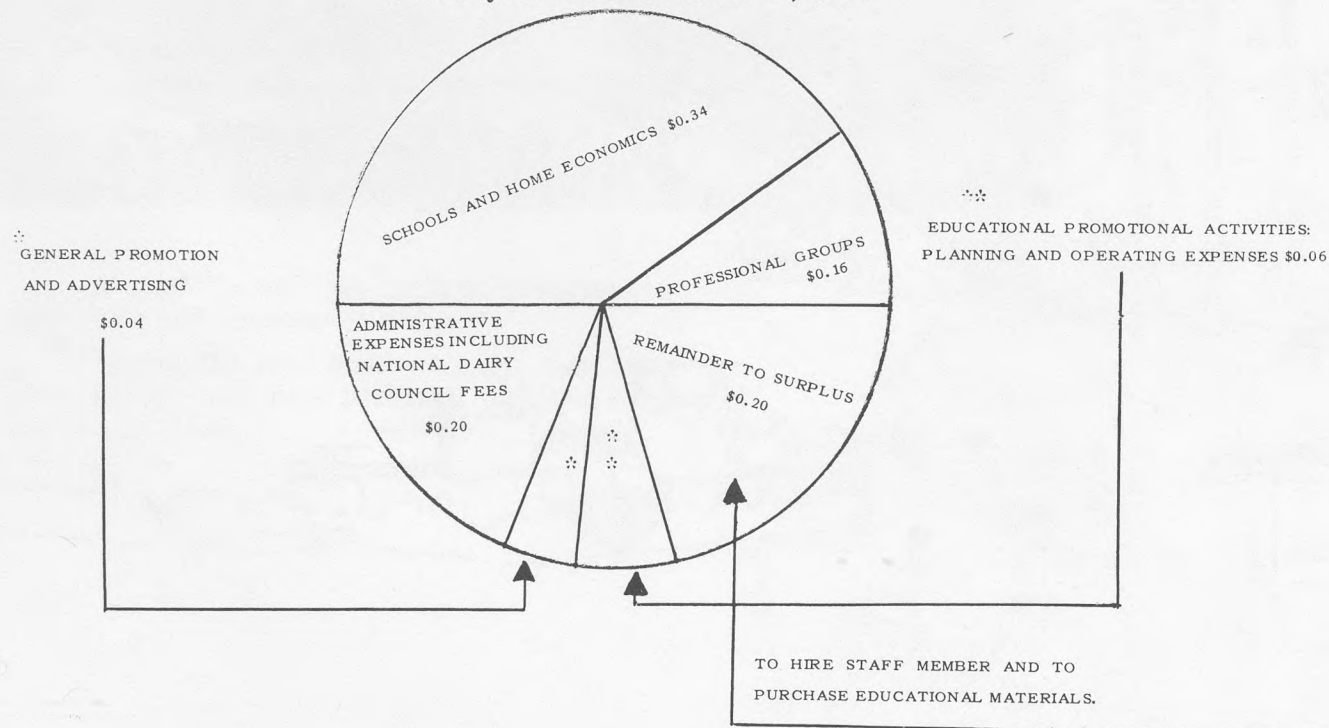 SCHOOLS AND HOME ECONOMICS $0.34
PROFESSIONAL GROUPS
$0.16
GENERAL PROMOTION
AND ADVERTISING
$0.04
EDUCATIONAL PROMOTIONAL ACTIVITIES:
PLANNING AND OPERATING EXPENSES $0.06
ADMINISTRATIVE
EXPENSES INCLUDING
NATIONAL DAIRY
COUNCIL FEES
$0.20
REMAINDER TO SURPLUS
$0.20
TO HIRE STAFF MEMBER AND TO
PURCHASE EDUCATIONAL MATERIALS.